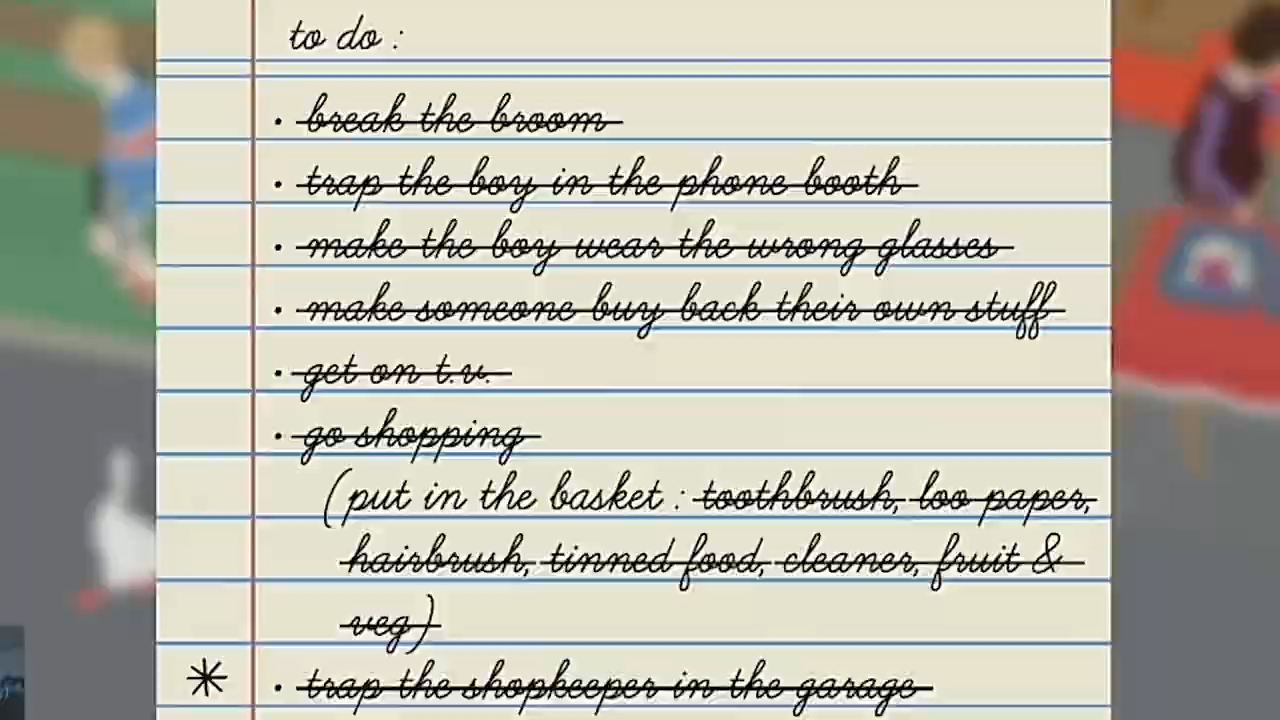 to do :
· break the broom
· trap the boy in the phone booth
· make the boy wear the wrong glasses
· make someone buy back their own stuff
· get on t.v.
· go shopping
(put in the basket : toothbrush, loo paper,
hairbrush, tinned food, cleaner, fruit &
veg)
* · trap the shopkeeper in the garage